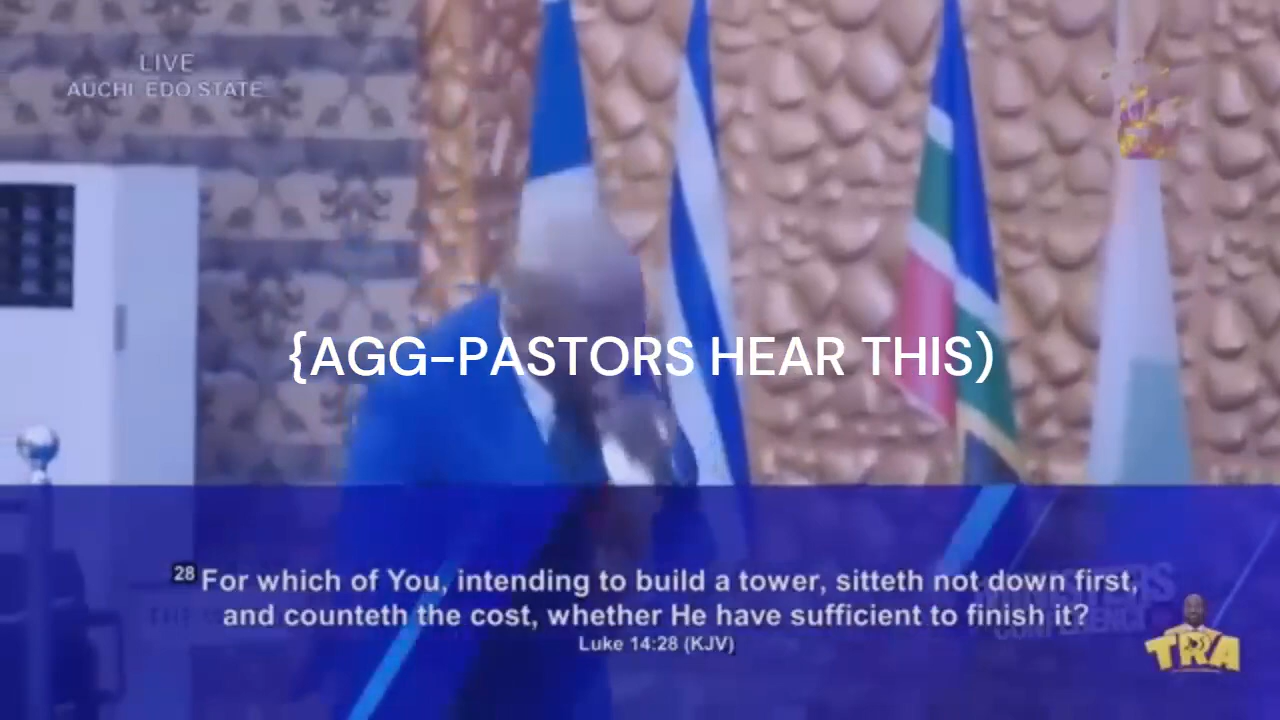 LIVE
AUCHI EDO STATE
{AGG-PASTORS HEAR THIS)
28 For which of You, intending to build a tower, sitteth not down first,
and counteth the cost, whether He have sufficient to finish it?
Luke 14:28 (KJV)
TRA